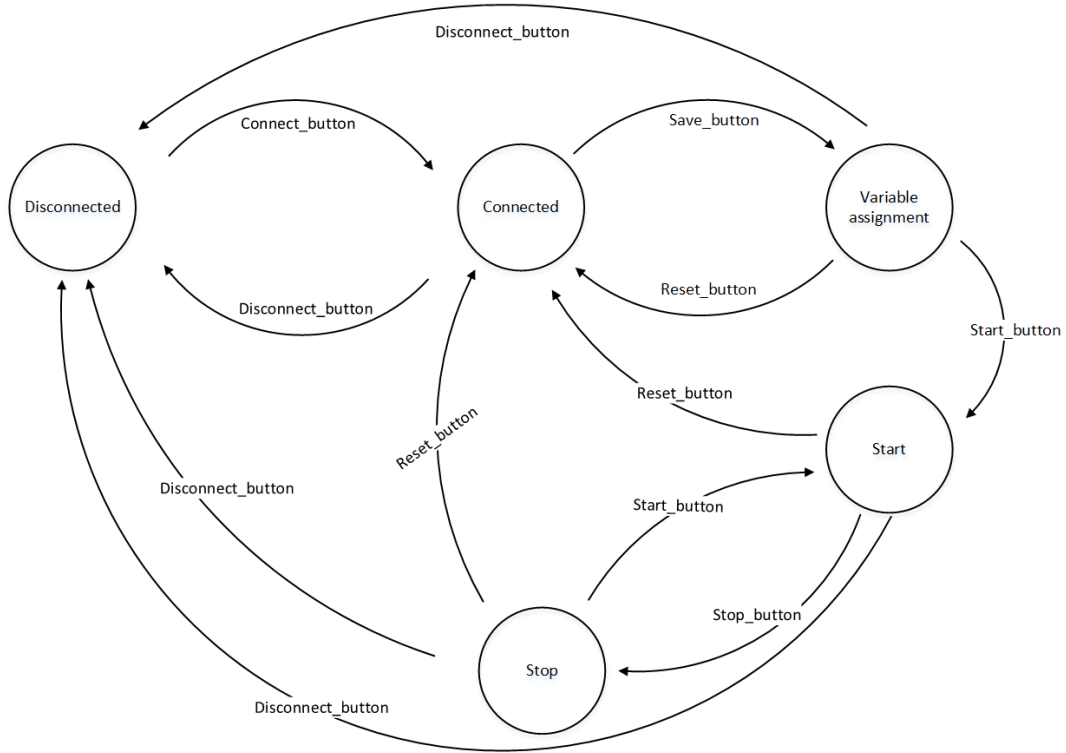 Disconnect_button
Connect_button
Save_button
Disconnected
Connected
Variable
assignment
Disconnect_button
Reset_button
Start_button
Reset_button
Reset_button
Start
Disconnect_button
Start_button
Stop_button
Stop
Disconnect_button